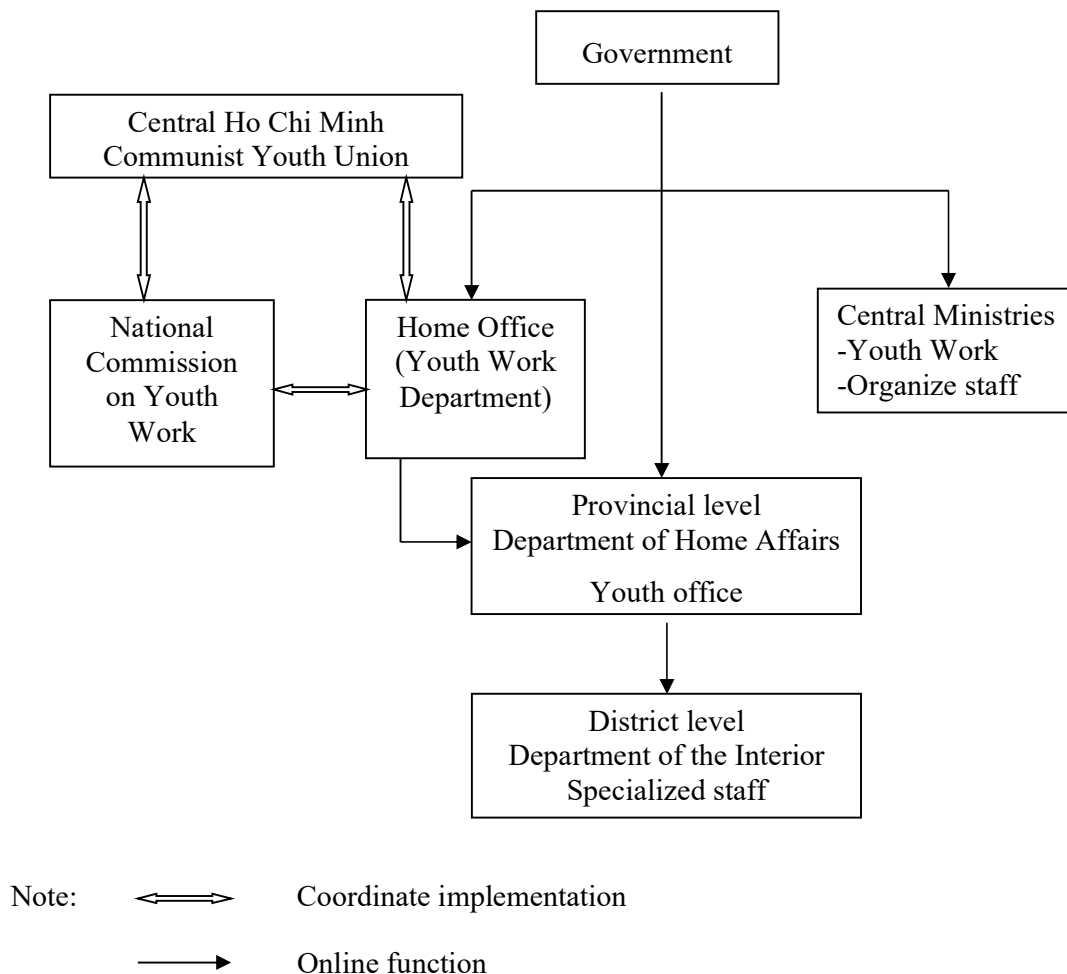 Government
Central Ho Chi Minh
Communist Youth Union
National
Commission
on Youth
Work
Home Office
(Youth Work
Department)
Central Ministries
-Youth Work
-Organize staff
Provincial level
Department of Home Affairs
Youth office
District level
Department of the Interior
Specialized staff
Note:
Coordinate implementation
Online function